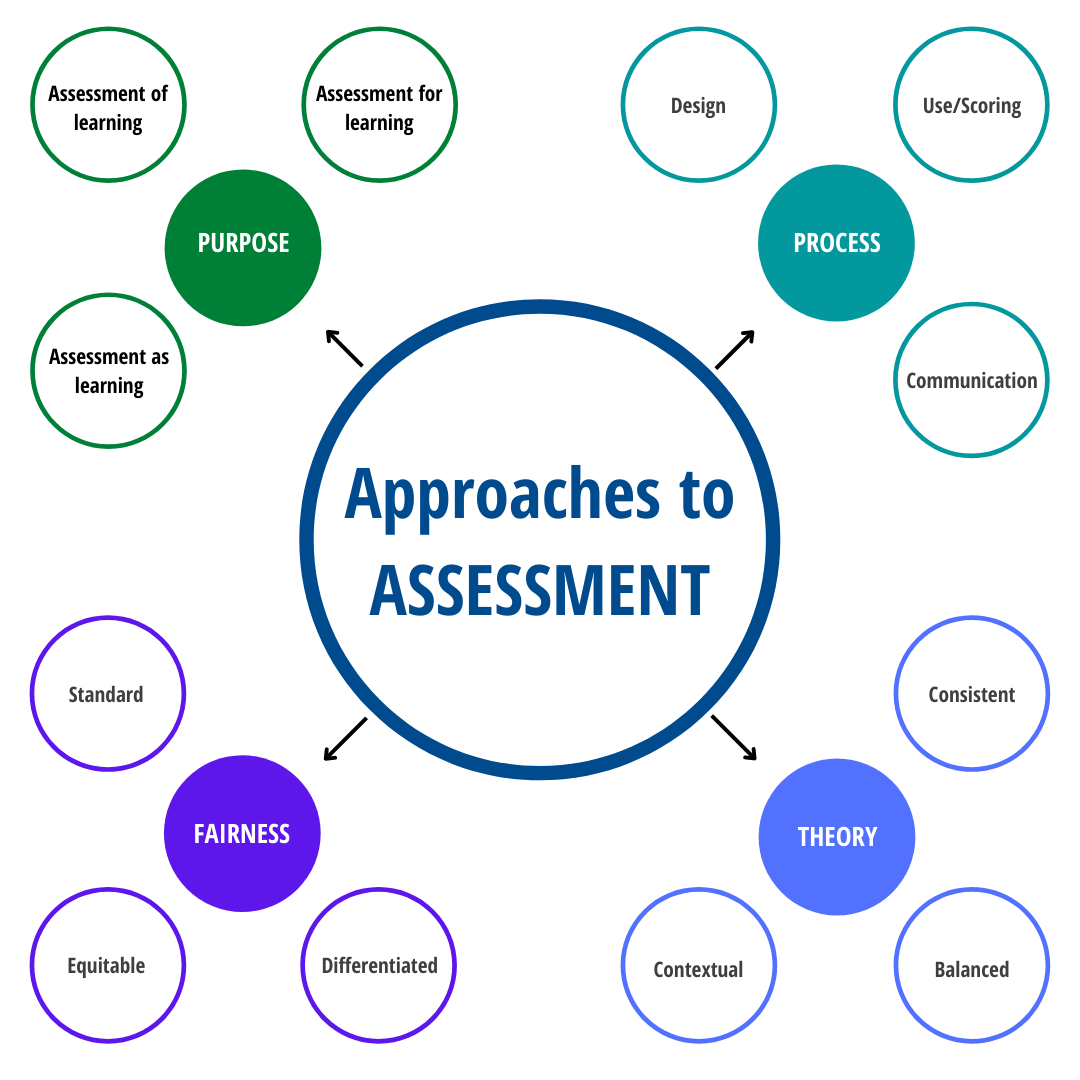 Assessment of
learning
Assessment for
learning
PURPOSE
Assessment as
learning
Design
Use/Scoring
PROCESS
Communication
Approaches to
ASSESSMENT
Standard
FAIRNESS
Equitable
Differentiated
Consistent
THEORY
Contextual
Balanced